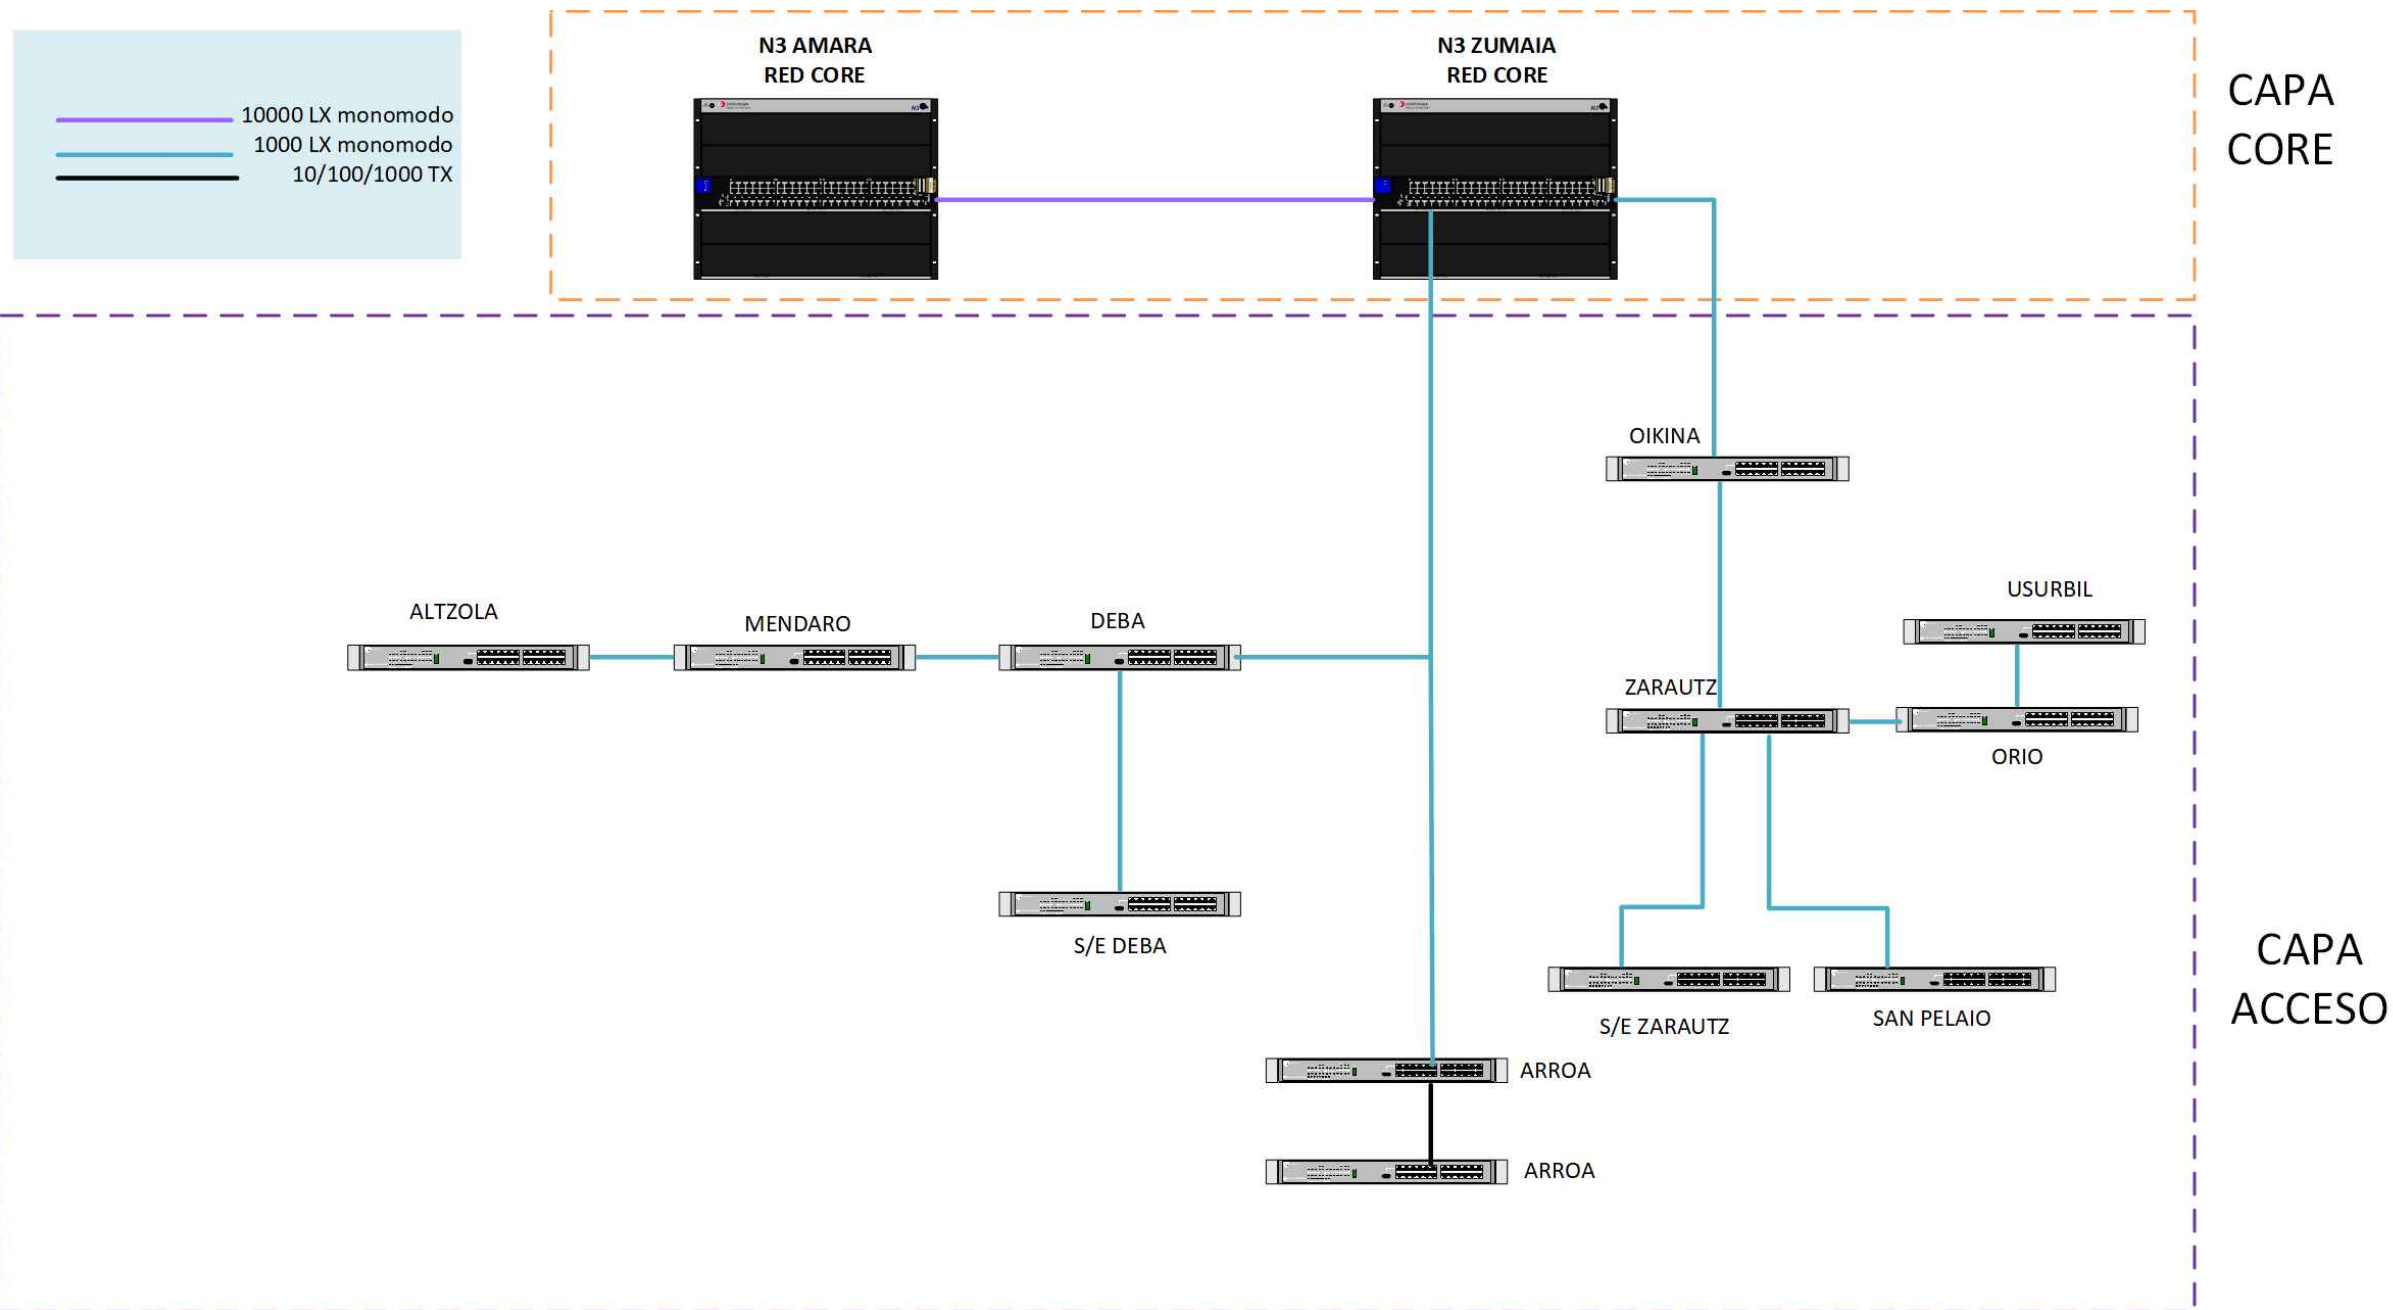 N3 AMARA
RED CORE
N3 ZUMAIA
RED CORE
CAPA
CORE
10000 LX monomodo
1000 LX monomodo
10/100/1000 TX
OIKINA
USURBIL
ALTZOLA
MENDARO
DEBA
ZARAUTZ
ORIO
S/E DEBA
CAPA
ACCESO
S/E ZARAUTZ
SAN PELAIO
ARROA
ARROA